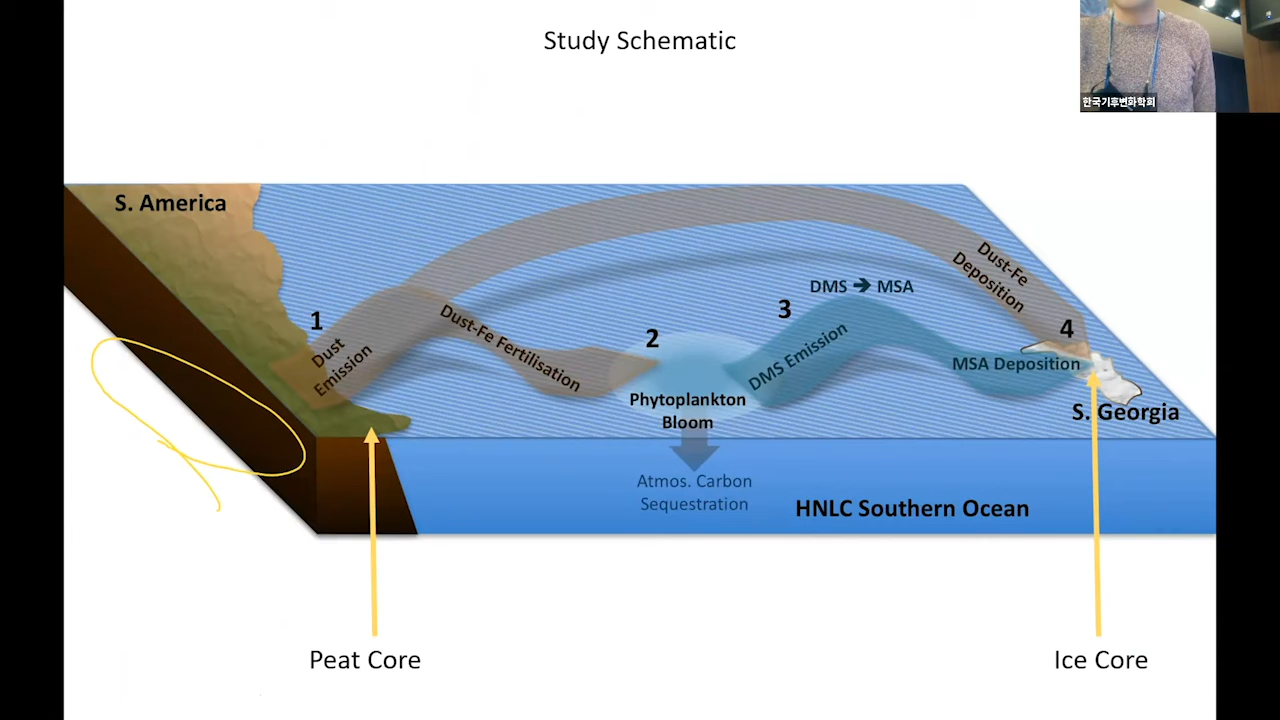 Study Schematic
한국기후변화학회
S. America
Dust-Fe
Deposition
DMS ➔ MSA
3
1
4
2
Dust-Fe Fertilisation
Dust
Emission
DMS Emission
MSA Deposition
Phytoplankton
Bloom
S. Georgia
Atmos. Carbon
Sequestration
HNLC Southern Ocean
Peat Core
Ice Core